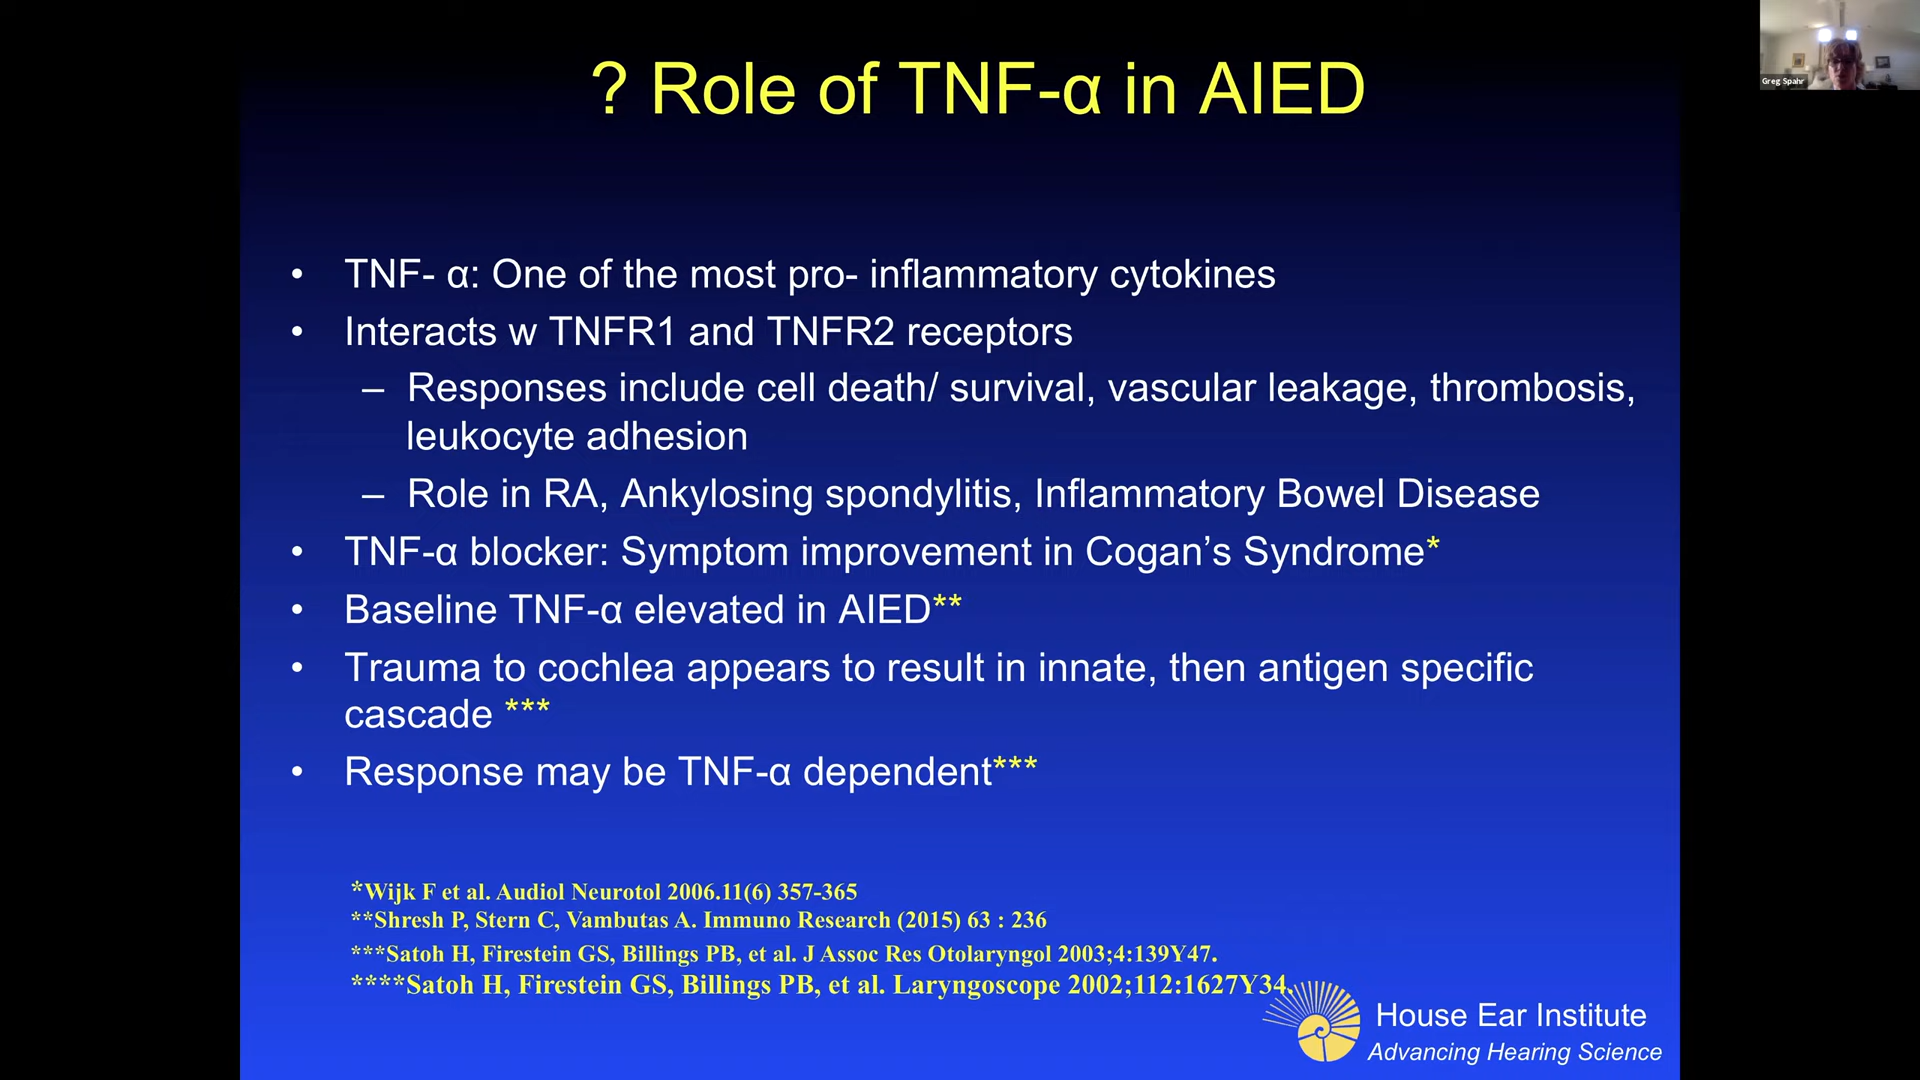 ? Role of TNF-α in AIED
Greg Spahr
• TNF- α: One of the most pro- inflammatory cytokines
• Interacts w TNFR1 and TNFR2 receptors
– Responses include cell death/ survival, vascular leakage, thrombosis,
leukocyte adhesion
– Role in RA, Ankylosing spondylitis, Inflammatory Bowel Disease
• TNF-α blocker: Symptom improvement in Cogan’s Syndrome*
• Baseline TNF-α elevated in AIED**
• Trauma to cochlea appears to result in innate, then antigen specific
cascade ***
• Response may be TNF-α dependent***
*Wijk F et al. Audiol Neurotol 2006.11(6) 357-365
**Shresh P, Stern C, Vambutas A. Immuno Research (2015) 63 : 236
***Satoh H, Firestein GS, Billings PB, et al. J Assoc Res Otolaryngol 2003;4:139Y47.
****Satoh H, Firestein GS, Billings PB, et al. Laryngoscope 2002;112:1627Y34.
House Ear Institute
Advancing Hearing Science